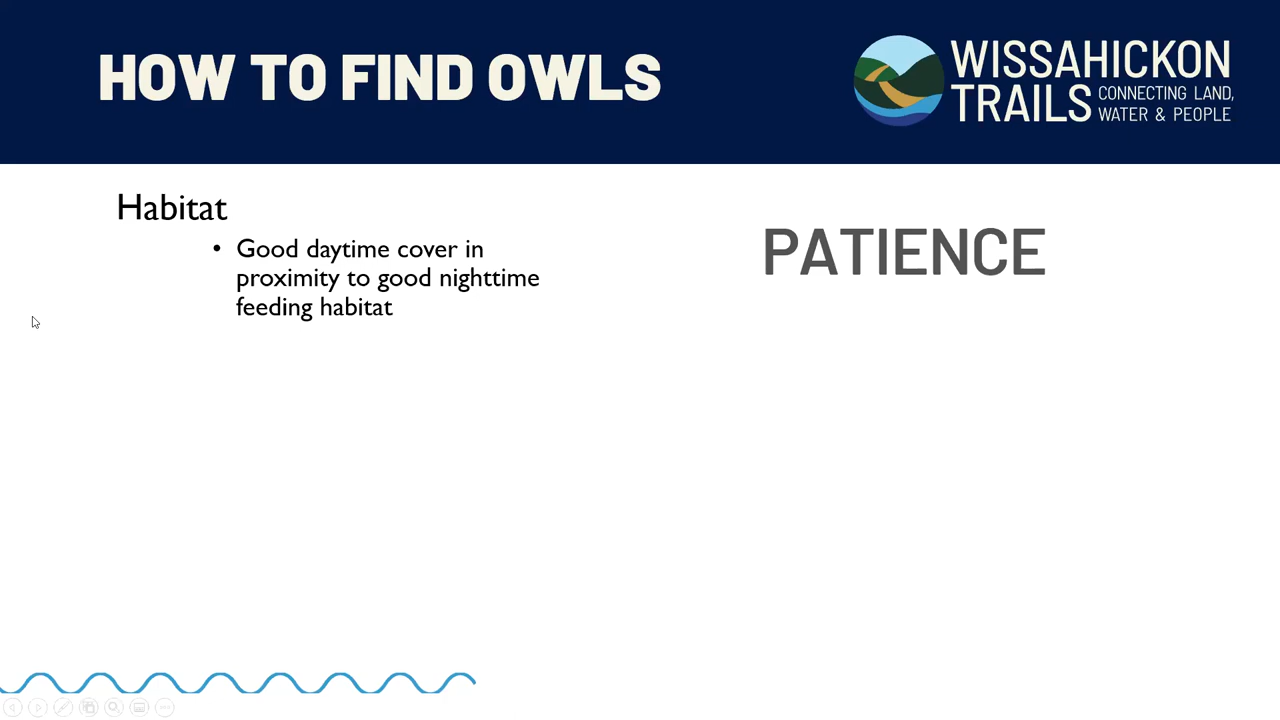 HOW TO FIND OWLS
WISSAHICKON
TRAILS
CONNECTING LAND,
WATER & PEOPLE
Habitat
• Good daytime cover in
proximity to good nighttime
feeding habitat
PATIENCE